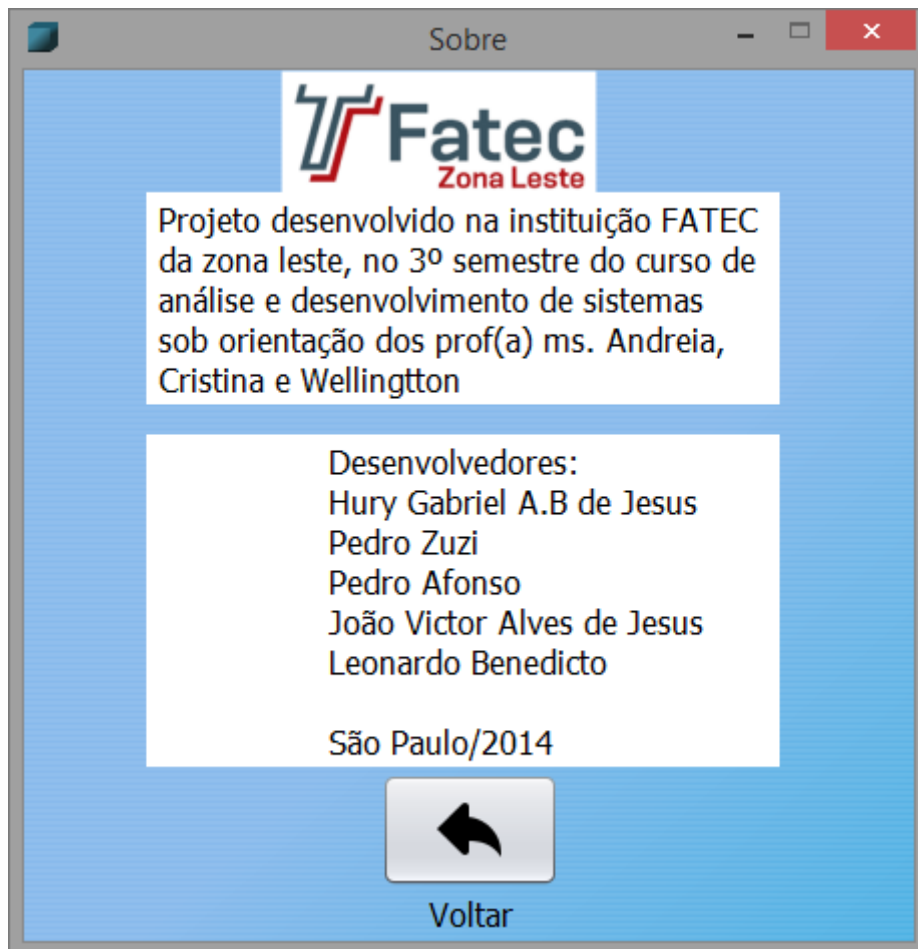 Sobre
Fatec
Zona Leste
Projeto desenvolvido na instituição FATEC
da zona leste, no 3º semestre do curso de
análise e desenvolvimento de sistemas
sob orientação dos prof(a) ms. Andreia,
Cristina e Wellingtton
Desenvolvedores:
Hury Gabriel A.B de Jesus
Pedro Zuzi
Pedro Afonso
João Victor Alves de Jesus
Leonardo Benedicto
São Paulo/2014
Voltar